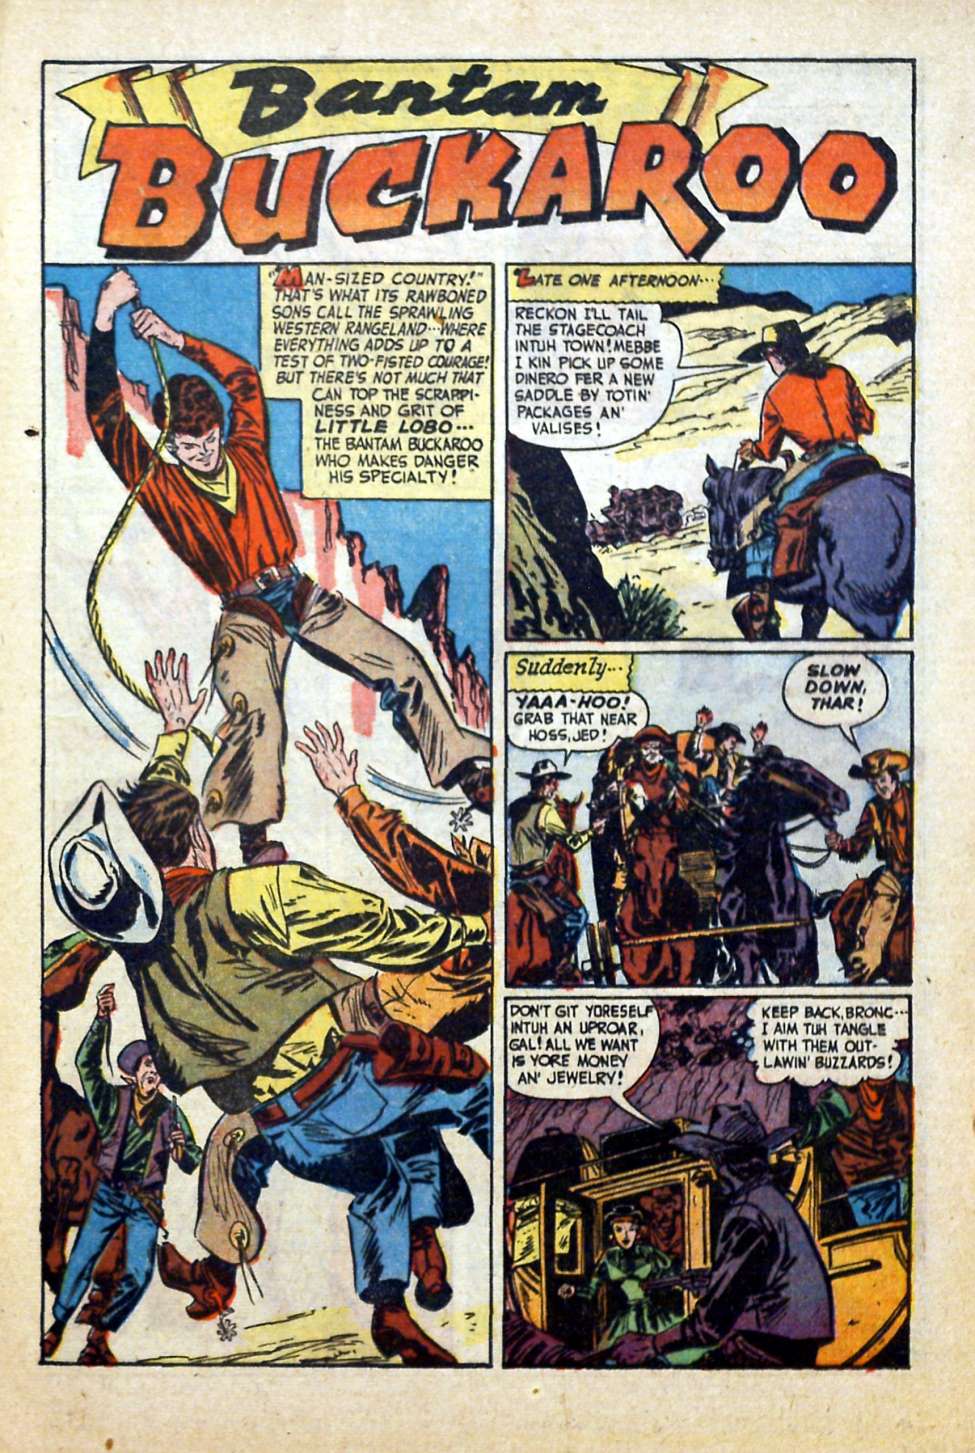 Bantam
BUCKAROO
"MAN-SIZED COUNTRY!"
THAT'S WHAT ITS RAWBONED
SONS CALL THE SPRAWLING
WESTERN RANGELAND...WHERE
EVERYTHING ADDS UP TO A
TEST OF TWO-FISTED COURAGE!
BUT THERE'S NOT MUCH THAT
CAN TOP THE SCRAPPI-
NESS AND GRIT OF
LITTLE LOBO...
THE BANTAM BUCKAROO
WHO MAKES DANGER
HIS SPECIALTY!
LATE ONE AFTERNOON...
RECKON I'LL TAIL
THE STAGECOACH
INTUH TOWN! MEBBE
I KIN PICK UP SOME
DINERO FER A NEW
SADDLE BY TOTIN'
PACKAGES AN'
VALISES!
Suddenly...
YAAA-HOO!
GRAB THAT NEAR
HOSS, JED!
SLOW
DOWN,
THAR!
DON'T GIT YORESELF
INTUH AN UPROAR,
GAL! ALL WE WANT
IS YORE MONEY
AN' JEWELRY!
KEEP BACK, BRONC...
I AIM TUH TANGLE
WITH THEM OUT-
LAWIN' BUZZARDS!